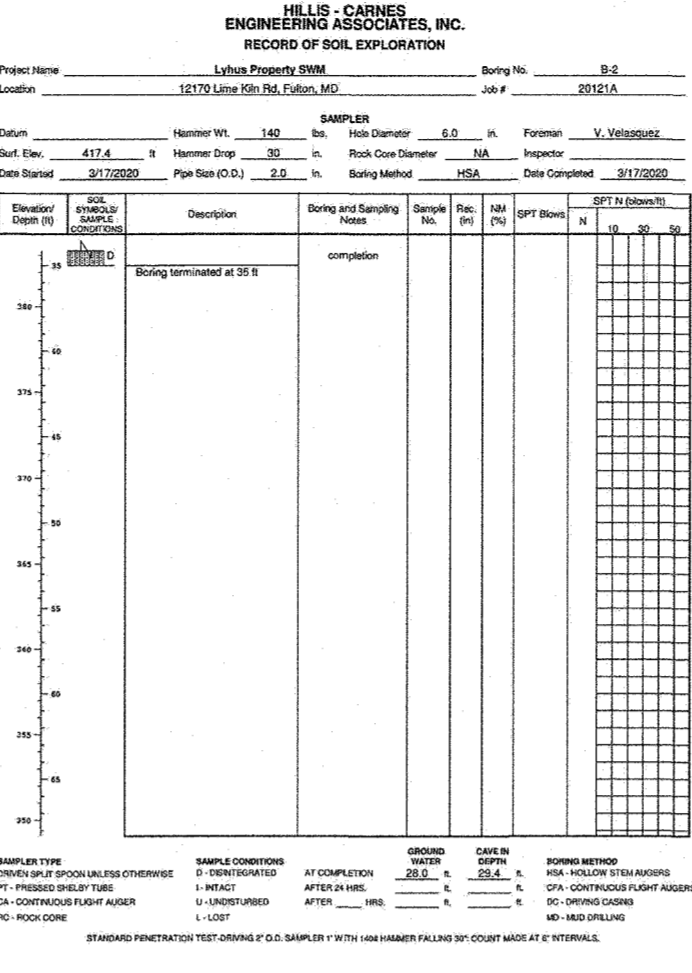 HILLIS - CARNES
ENGINEERING ASSOCIATES, INC.
RECORD OF SOIL EXPLORATION
Project Name Lyhus Property SWM Boring No. B-2
Location 12170 Lime Kiln Rd, Fulton, MD Job # 20121A
SAMPLER
Datum Hammer Wt. 140 lbs. Hole Diameter 6.0 in. Foreman V. Velasquez
Surf. Elev. 417.4 ft Hammer Drop 30 in. Rock Core Diameter NA Inspector
Date Started 3/17/2020 Pipe Size (O.D.) 2.0 in. Boring Method HSA Date Completed 3/17/2020
Elevation/ Depth (ft) SOIL SYMBOLS/ SAMPLE CONDITIONS Description Boring and Sampling Notes Sample No. Rec. (in) NM (%) SPT Blows SPT N (blows/ft)
N 10 30 50
35 D completion
Boring terminated at 35 ft
380
375
45
370
50
365
55
60
355
65
350
GROUND WATER CAVE IN DEPTH
SAMPLER TYPE SAMPLE CONDITIONS BORING METHOD
DRIVEN SPLIT SPOON UNLESS OTHERWISE D - DISINTEGRATED AT COMPLETION 28.0 ft. 29.4 ft. HSA - HOLLOW STEM AUGERS
PT - PRESSED SHELBY TUBE I - INTACT AFTER 24 HRS. ft. ft. CFA - CONTINUOUS FLIGHT AUGERS
CA - CONTINUOUS FLIGHT AUGER U - UNDISTURBED AFTER HRS. ft. ft. DC - DRIVING CASING
RC - ROCK CORE L - LOST MD - MUD DRILLING
STANDARD PENETRATION TEST-DRIVING 2" O.D. SAMPLER 1' WITH 140# HAMMER FALLING 30"; COUNT MADE AT 6" INTERVALS.